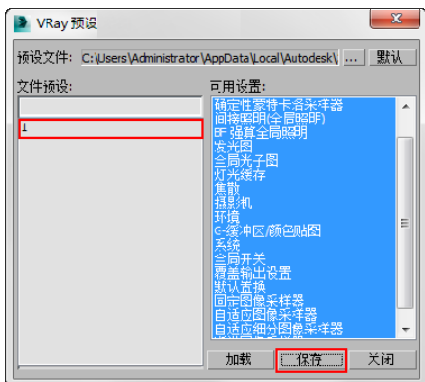 VRay 预设
预设文件: C:\Users\Administrator\AppData\Local\Autodesk\ ... 默认
文件预设:
1
可用设置:
确定性蒙特卡洛采样器
间接照明(全局照明)
BF 强算全局照明
发光图
全局光子图
灯光缓存
焦散
摄影机
环境
G-缓冲区/颜色贴图
系统
全局开关
覆盖输出设置
默认置换
固定图像采样器
自适应图像采样器
自适应细分图像采样器
加载 保存 关闭